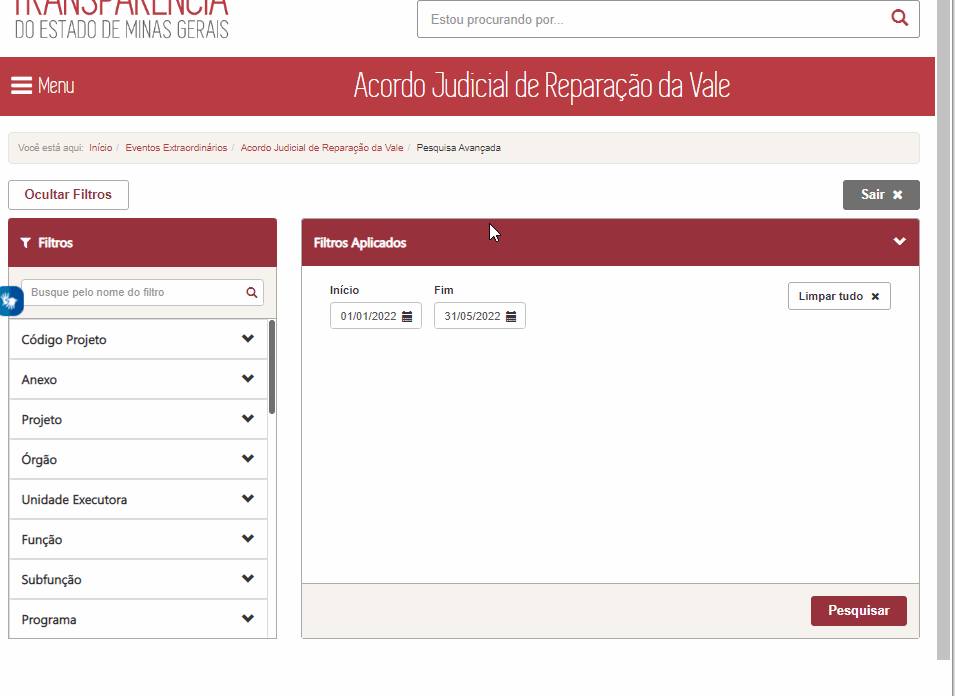 TRANSPARÊNCIA
DO ESTADO DE MINAS GERAIS
Estou procurando por...
Menu
Acordo Judicial de Reparação da Vale
Você está aqui: Início / Eventos Extraordinários / Acordo Judicial de Reparação da Vale / Pesquisa Avançada
Ocultar Filtros
Sair
Filtros
Busque pelo nome do filtro
Código Projeto
Anexo
Projeto
Órgão
Unidade Executora
Função
Subfunção
Programa
Filtros Aplicados
Início Fim
01/01/2022 31/05/2022
Limpar tudo
Pesquisar